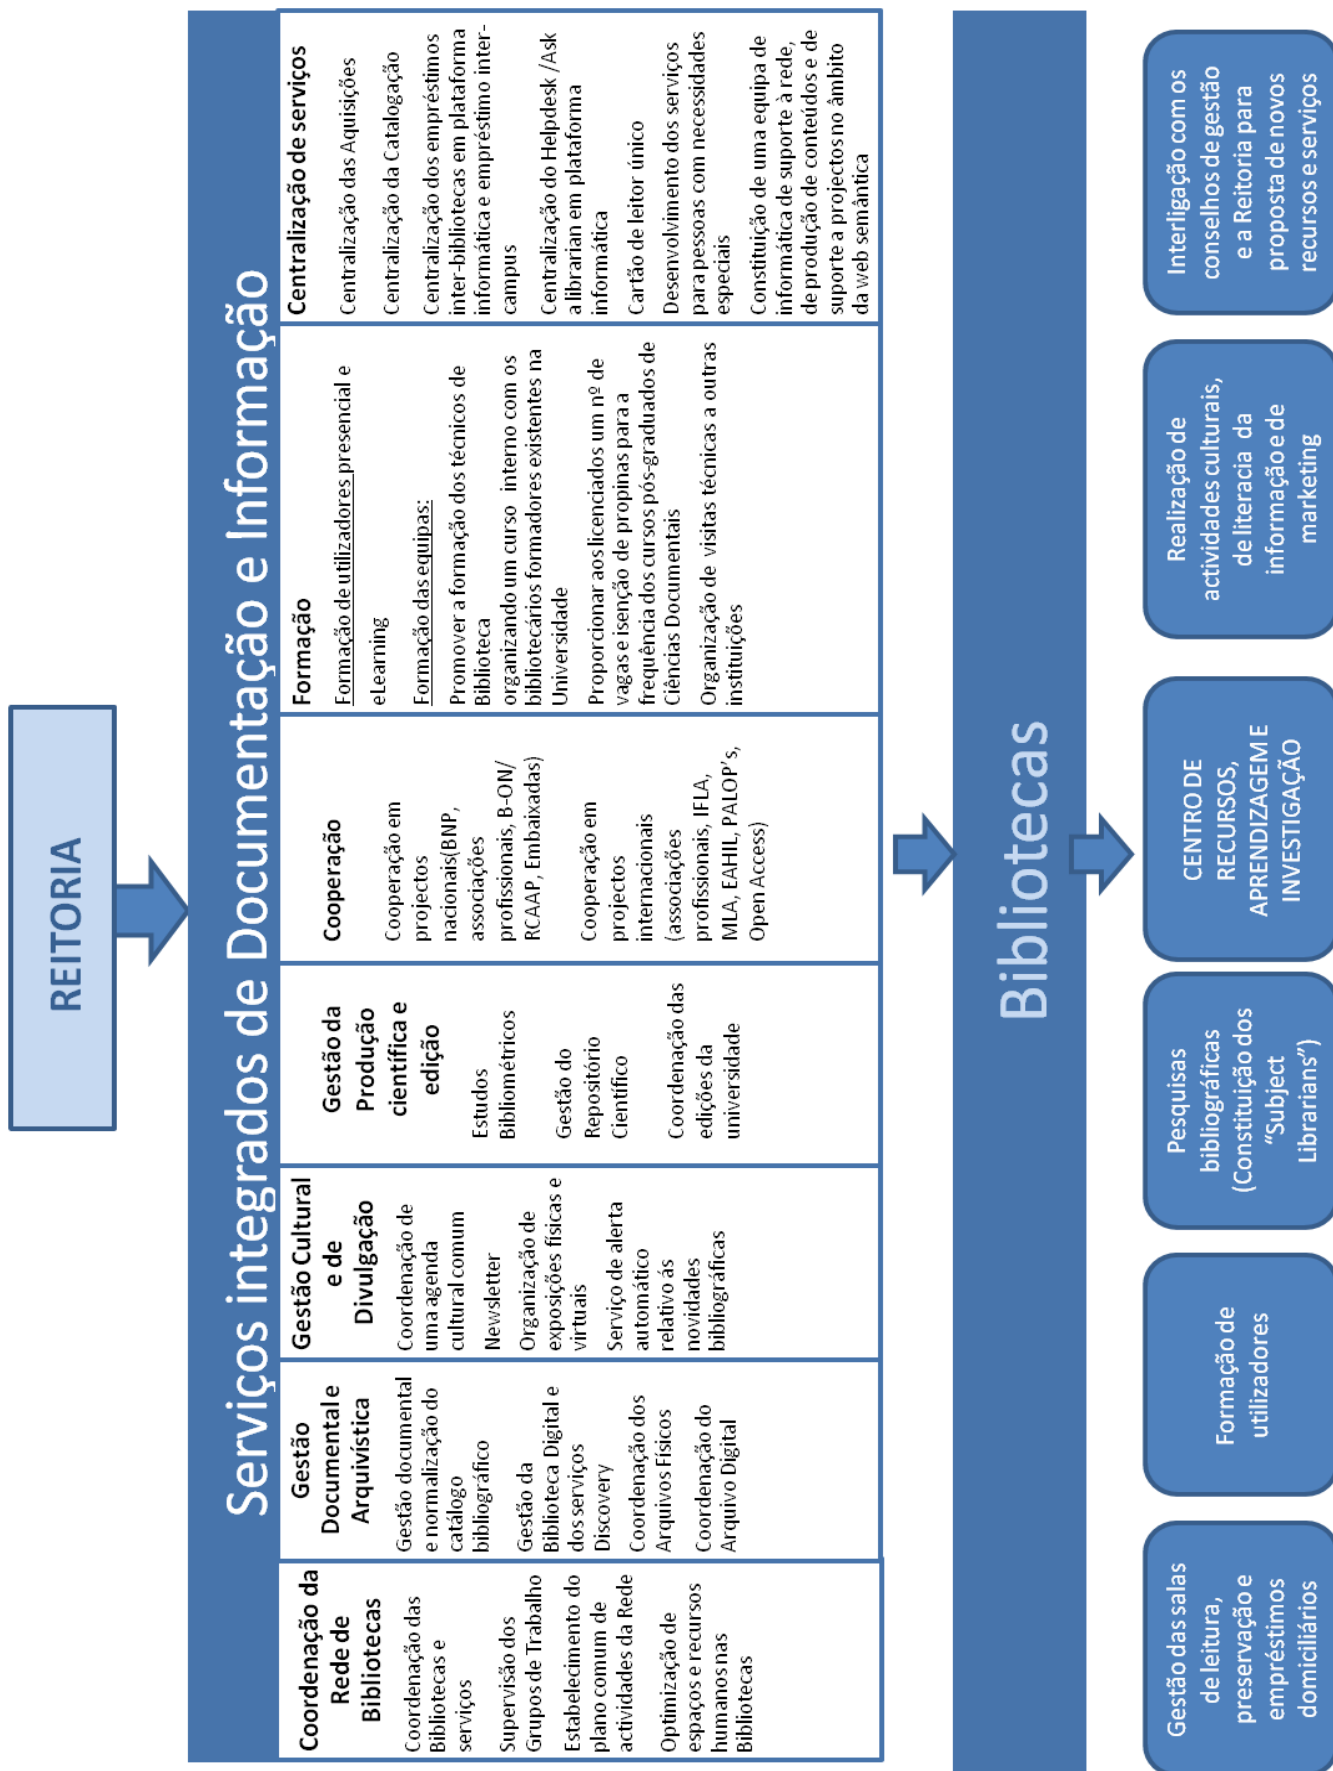 REITORIA
Serviços integrados de Documentação e Informação
Coordenação da
Rede de
Bibliotecas
Coordenação das
Bibliotecas e
serviços
Supervisão dos
Grupos de Trabalho
Estabelecimento do
plano comum de
actividades da Rede
Optimização de
espaços e recursos
humanos nas
Bibliotecas
Gestão
Documental e
Arquivística
Gestão documental
e normalização do
catálogo
bibliográfico
Gestão da
Biblioteca Digital e
dos serviços
Discovery
Coordenação dos
Arquivos Físicos
Coordenação do
Arquivo Digital
Gestão Cultural
e de
Divulgação
Coordenação de
uma agenda
cultural comum
Newsletter
Organização de
exposições físicas e
virtuais
Serviço de alerta
automático
relativo ás
novidades
bibliográficas
Gestão da
Produção
científica e
edição
Estudos
Bibliométricos
Gestão do
Repositório
Científico
Coordenação das
edições da
universidade
Cooperação
Cooperação em
projectos
nacionais(BNP,
associações
profissionais, B-ON/
RCAAP, Embaixadas)
Cooperação em
projectos
internacionais
(associações
profissionais, IFLA,
MLA, EAHIL, PALOP's,
Open Access)
Formação
Formação de utilizadores presencial e
eLearning
Formação das equipas:
Promover a formação dos técnicos de
Biblioteca
organizando um curso interno com os
bibliotecários formadores existentes na
Universidade
Proporcionar aos licenciados um nº de
vagas e isenção de propinas para a
frequência dos cursos pós-graduados de
Ciências Documentais
Organização de visitas técnicas a outras
instituições
Centralização de serviços
Centralização das Aquisições
Centralização da Catalogação
Centralização dos empréstimos
inter-bibliotecas em plataforma
informática e empréstimo inter-
campus
Centralização do Helpdesk /Ask
a librarian em plataforma
informática
Cartão de leitor único
Desenvolvimento dos serviços
para pessoas com necessidades
especiais
Constituição de uma equipa de
informática de suporte à rede,
de produção de conteúdos e de
suporte a projectos no âmbito
da web semântica
Bibliotecas
Gestão das salas
de leitura,
preservação e
empréstimos
domiciliários
Formação de
utilizadores
Pesquisas
bibliográficas
(Constituição dos
"Subject
Librarians")
CENTRO DE
RECURSOS,
APRENDIZAGEM E
INVESTIGAÇÃO
Realização de
actividades culturais,
de literacia da
informação e de
marketing
Interligação com os
conselhos de gestão
e a Reitoria para
proposta de novos
recursos e serviços